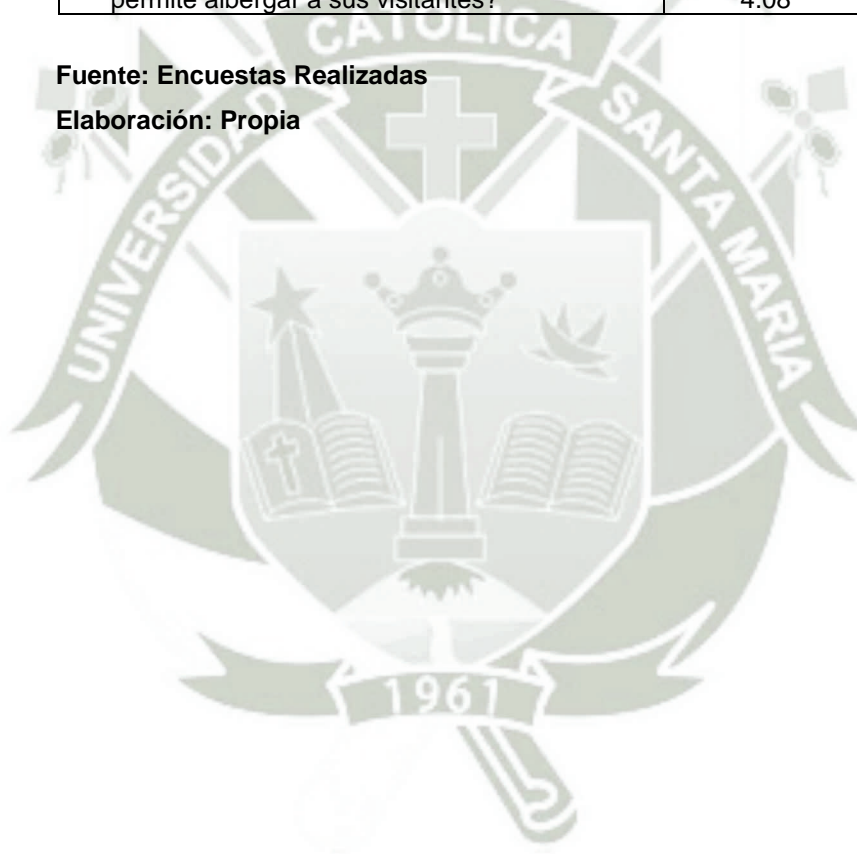 permite albergar a sus visitantes? 4.08
Fuente: Encuestas Realizadas
Elaboración: Propia
UNIVERSIDAD CATOLICA SANTA MARIA
1961